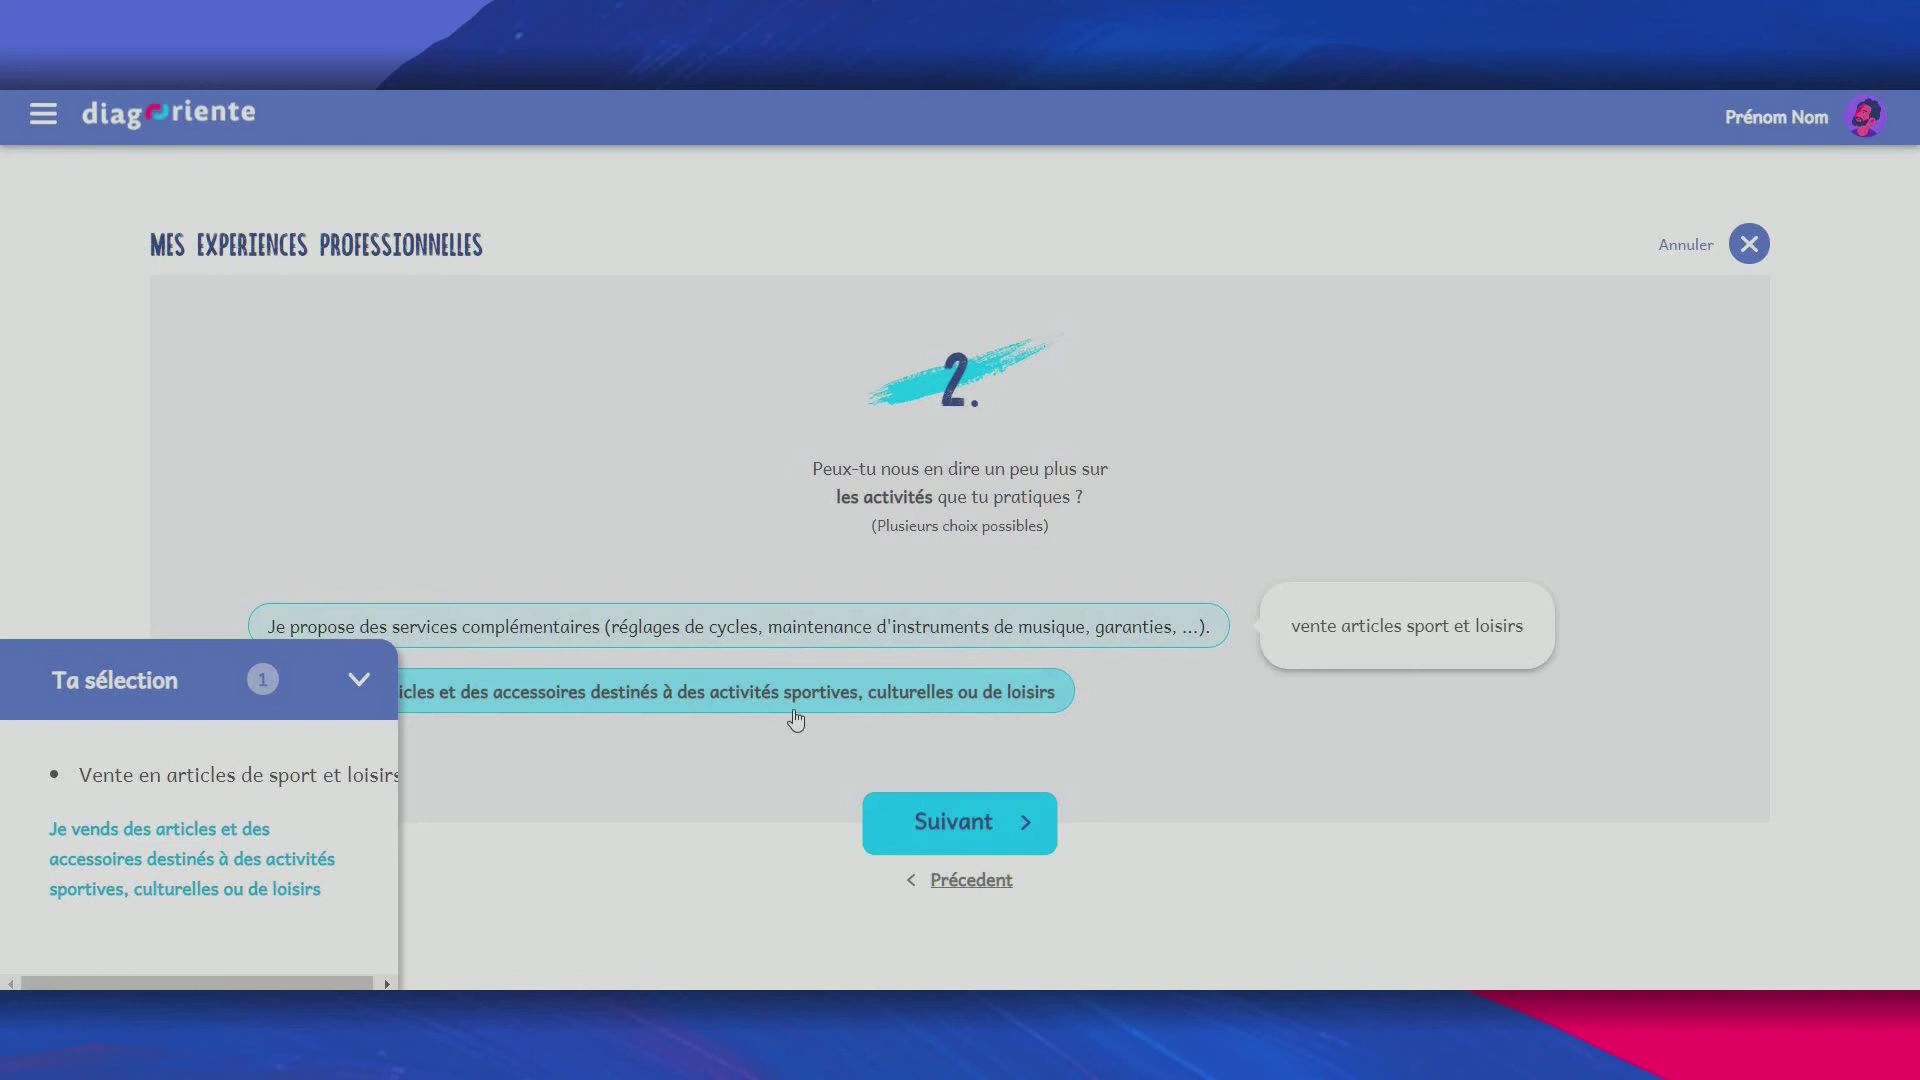 diagoriente
Prénom Nom
MES EXPERIENCES PROFESSIONNELLES
Annuler
2.
Peux-tu nous en dire un peu plus sur
les activités que tu pratiques ?
(Plusieurs choix possibles)
Je propose des services complémentaires (réglages de cycles, maintenance d'instruments de musique, garanties, ...).
vente articles sport et loisirs
icles et des accessoires destinés à des activités sportives, culturelles ou de loisirs
Ta sélection 1
Vente en articles de sport et loisirs
Je vends des articles et des
accessoires destinés à des activités
sportives, culturelles ou de loisirs
Suivant
Précedent